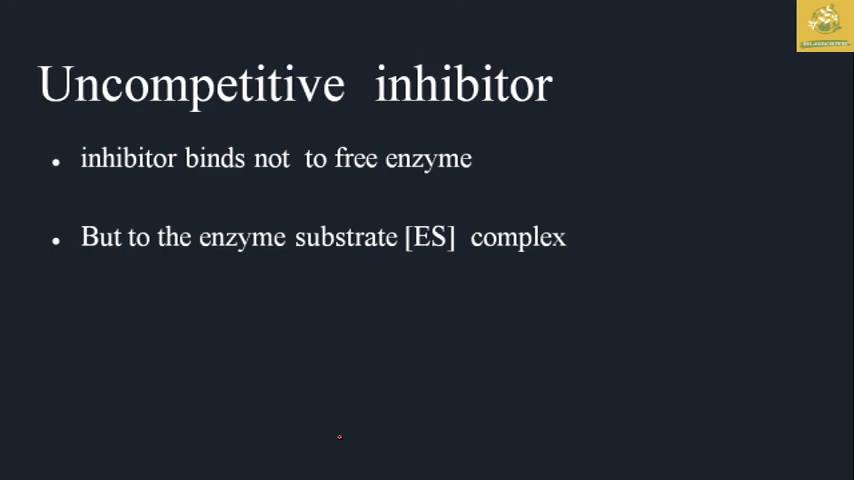 Uncompetitive inhibitor
• inhibitor binds not to free enzyme
• But to the enzyme substrate [ES] complex